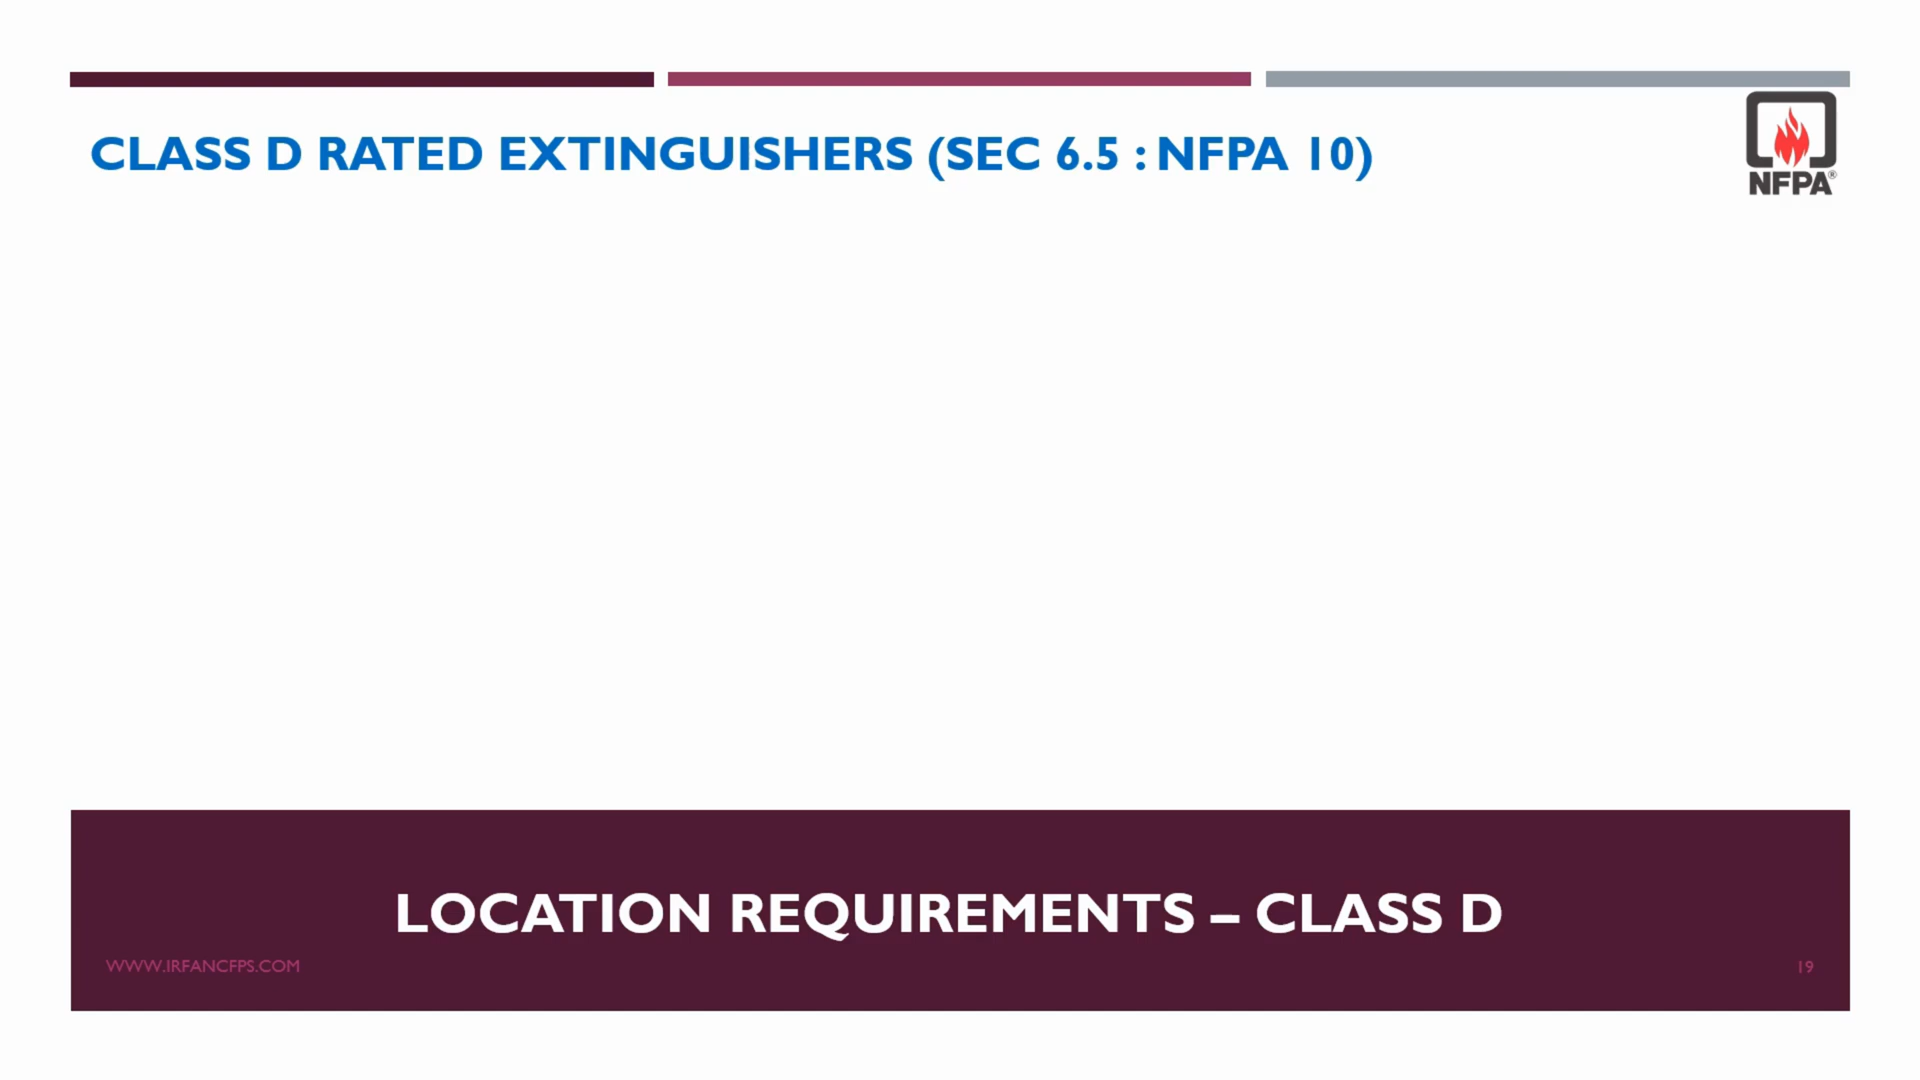 CLASS D RATED EXTINGUISHERS (SEC 6.5 : NFPA 10)
NFPA®
LOCATION REQUIREMENTS – CLASS D
WWW.IRFANCFPS.COM
19